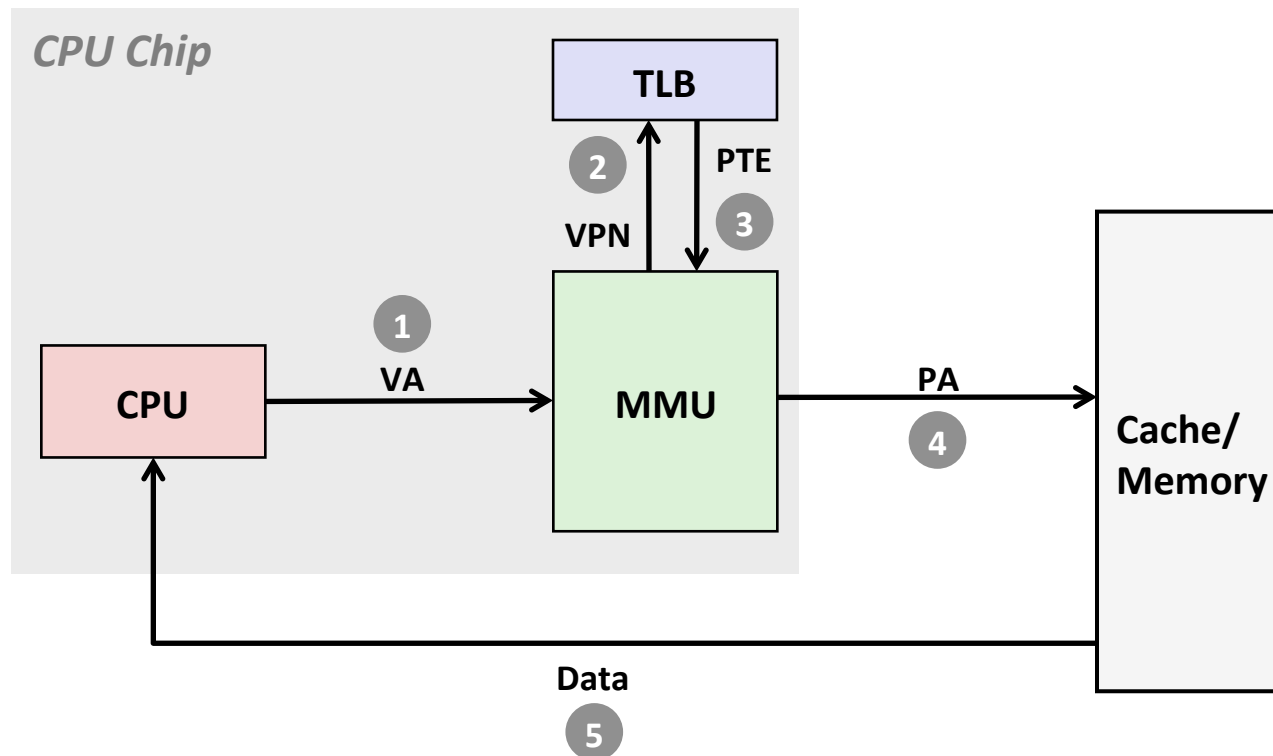 CPU Chip
TLB
2
PTE
3
VPN
1
VA
CPU
MMU
PA
4
Cache/
Memory
Data
5